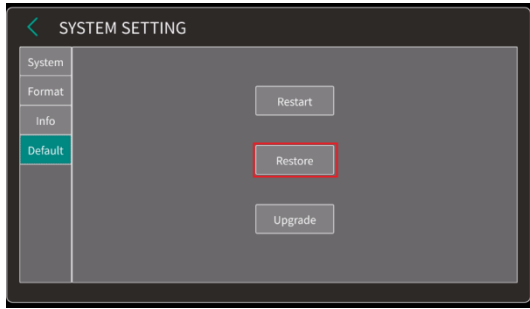 SYSTEM SETTING
System
Format
Info
Default
Restart
Restore
Upgrade